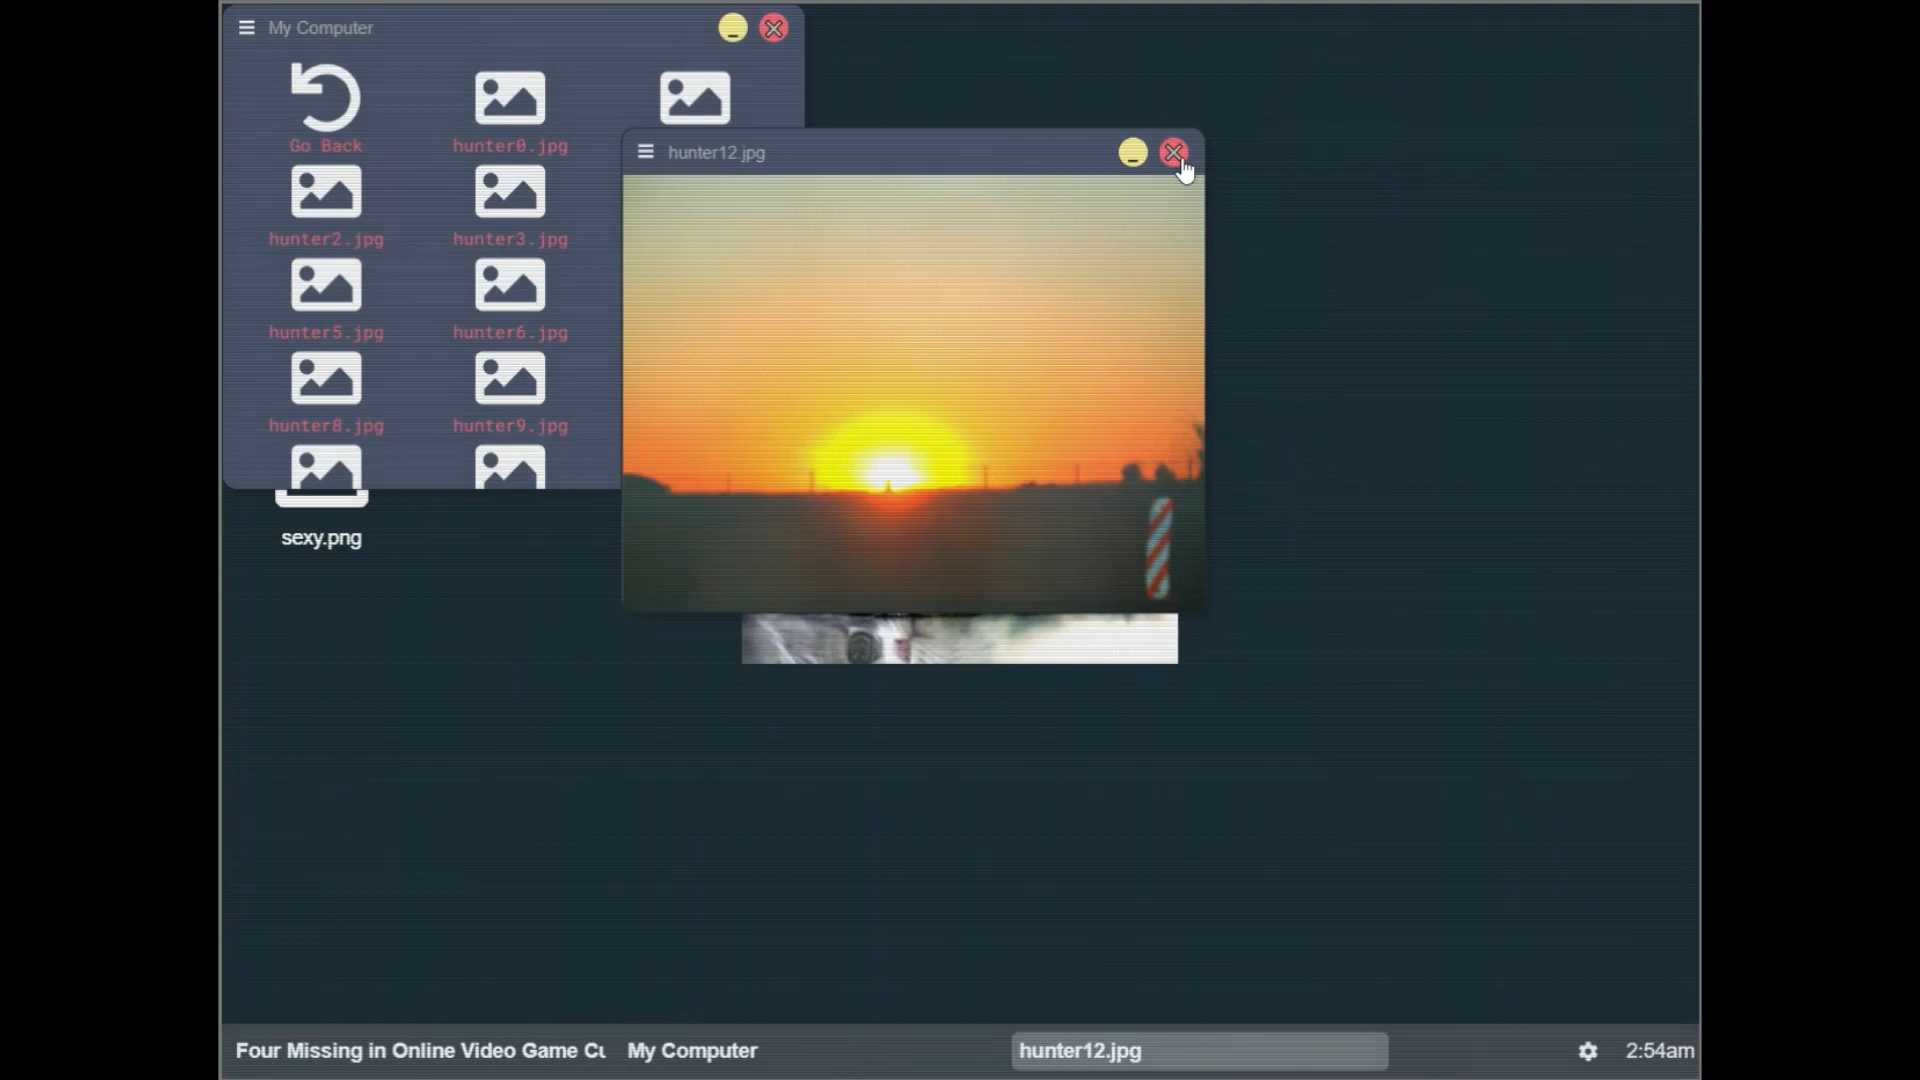 My Computer
Go Back
hunter0.jpg
hunter12.jpg
hunter2.jpg
hunter3.jpg
hunter5.jpg
hunter6.jpg
hunter8.jpg
hunter9.jpg
sexy.png
Four Missing in Online Video Game
My Computer
hunter12.jpg
2:54am